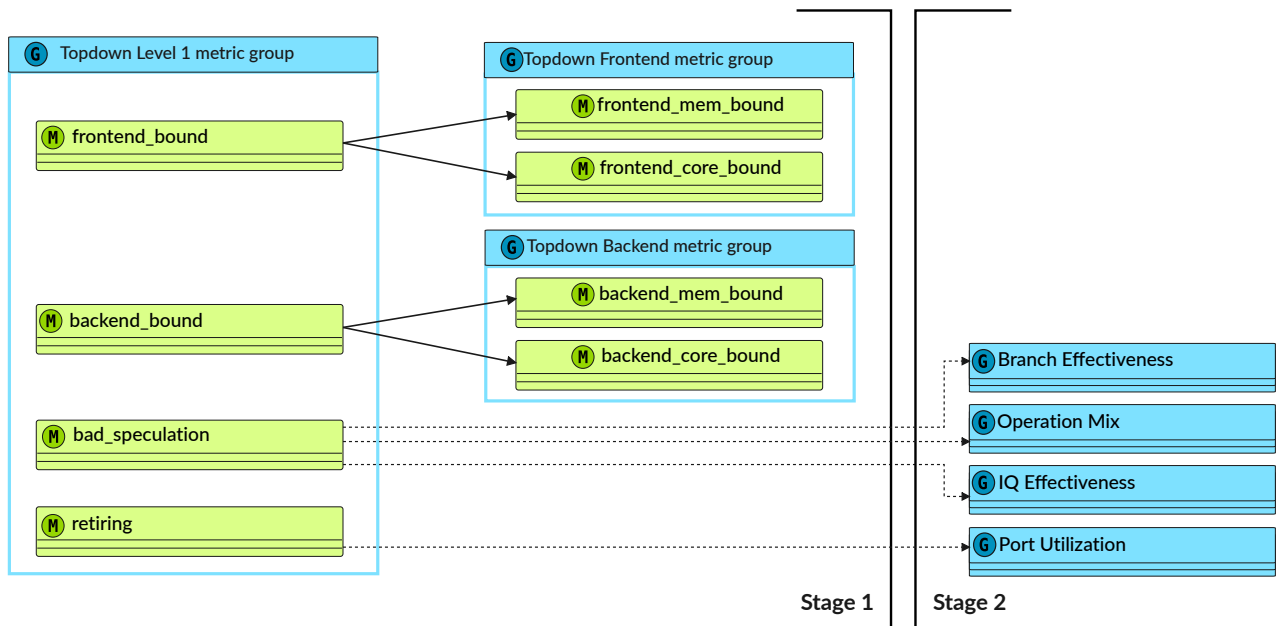 G Topdown Level 1 metric group
M frontend_bound
M backend_bound
M bad_speculation
M retiring
G Topdown Frontend metric group
M frontend_mem_bound
M frontend_core_bound
G Topdown Backend metric group
M backend_mem_bound
M backend_core_bound
Stage 1
G Branch Effectiveness
G Operation Mix
G IQ Effectiveness
G Port Utilization
Stage 2